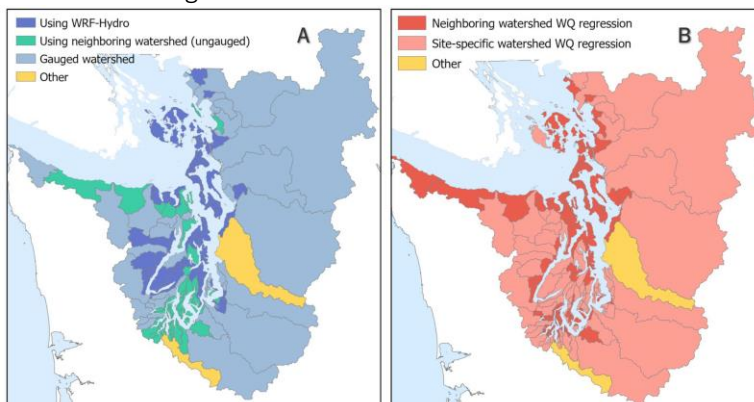 Using WRF-Hydro
Using neighboring watershed (ungauged)
Gauged watershed
Other
A
Neighboring watershed WQ regression
Site-specific watershed WQ regression
Other
B